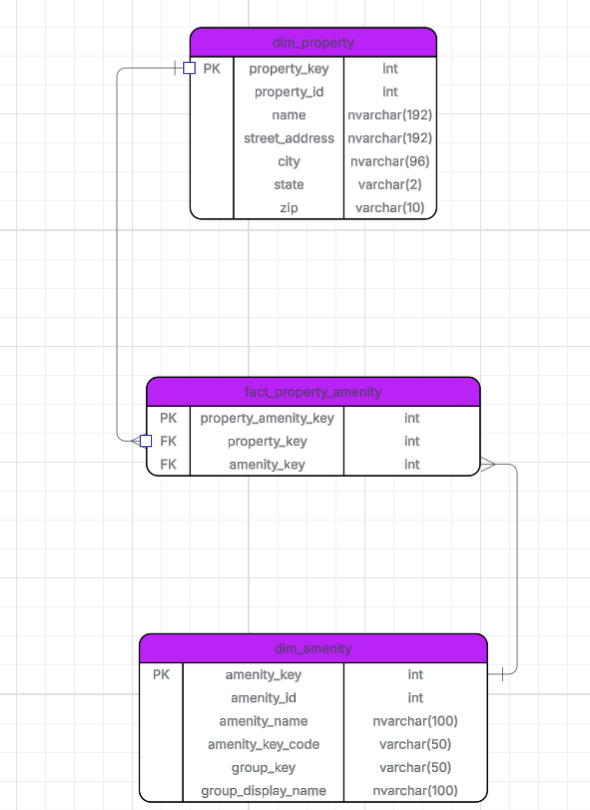 dim_property
PK property_key int
property_id int
name nvarchar(192)
street_address nvarchar(192)
city nvarchar(96)
state varchar(2)
zip varchar(10)
fact_property_amenity
PK property_amenity_key int
FK property_key int
FK amenity_key int
dim_amenity
PK amenity_key int
amenity_id int
amenity_name nvarchar(100)
amenity_key_code varchar(50)
group_key varchar(50)
group_display_name nvarchar(100)